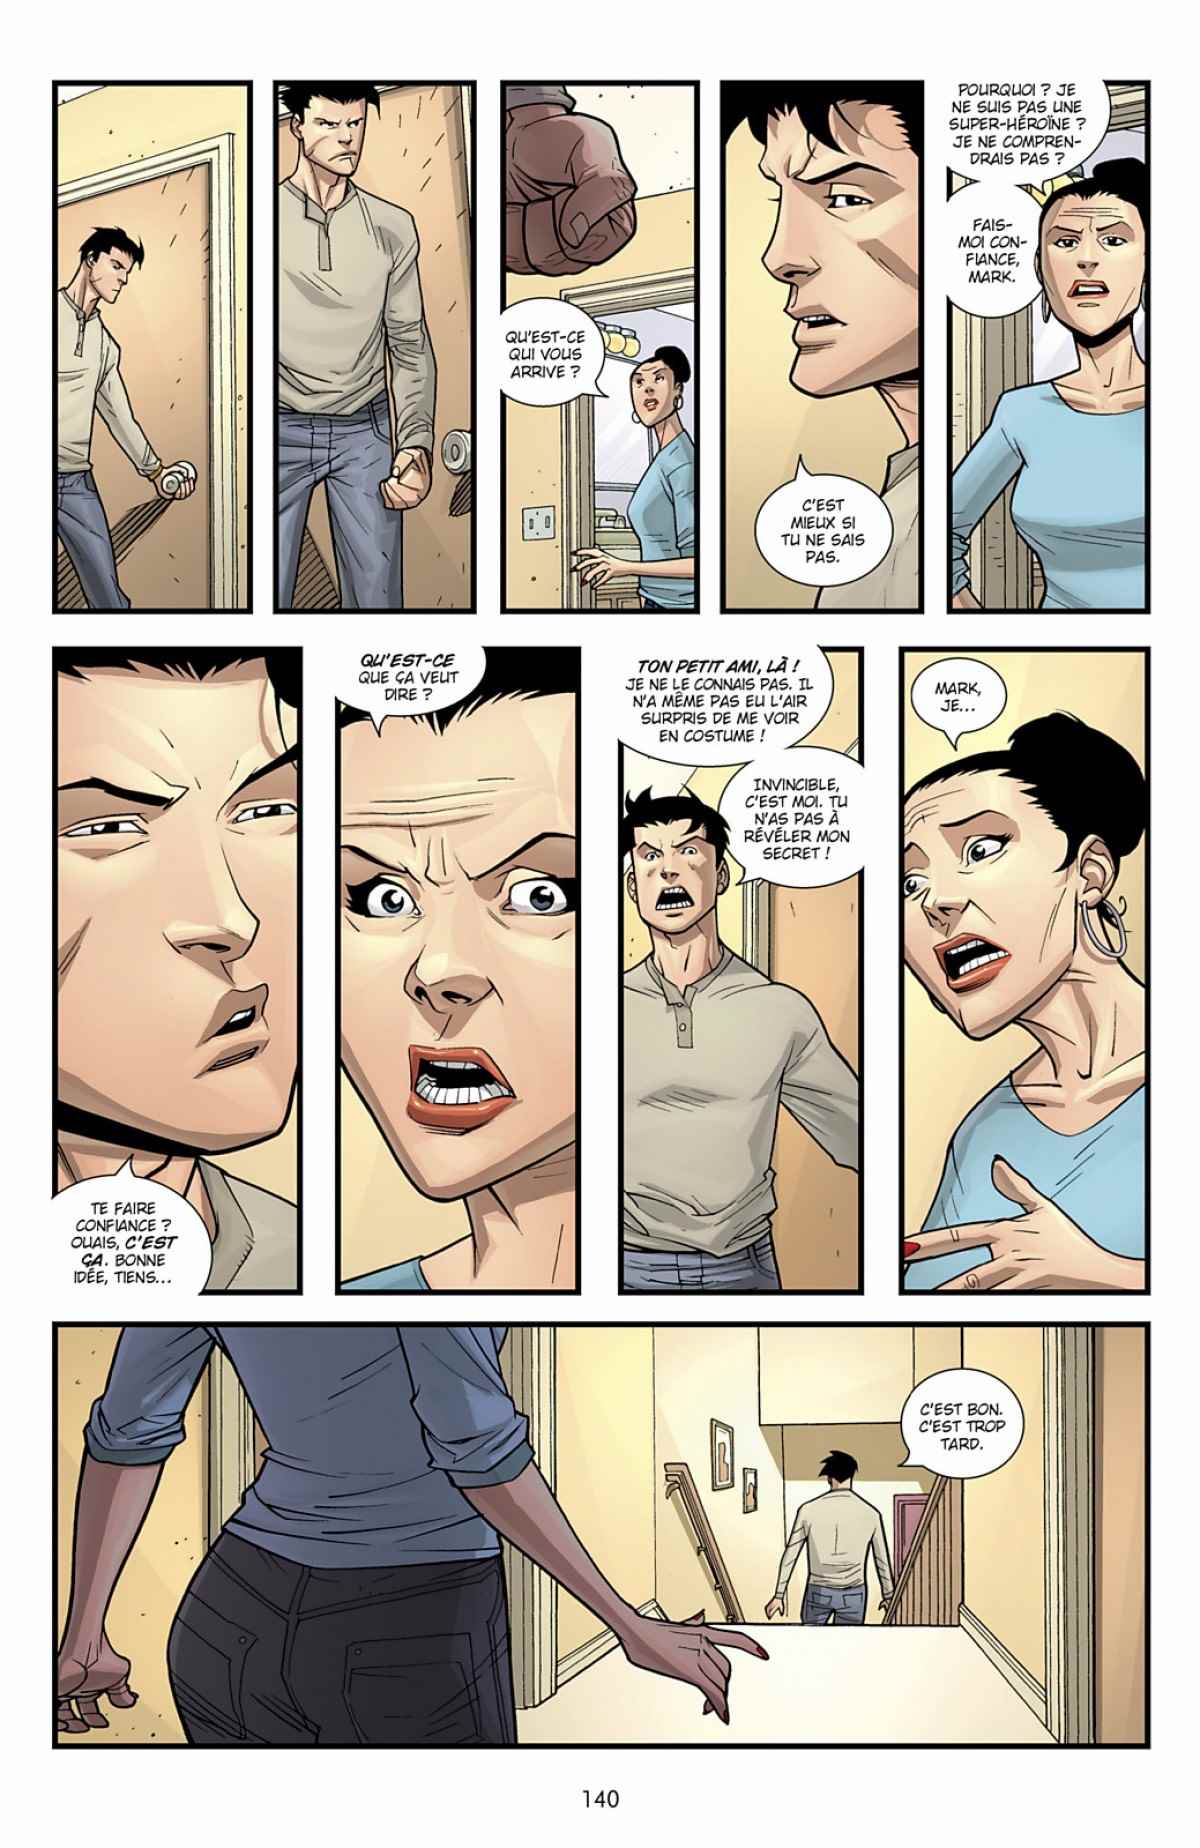 QU'EST-CE
QUI VOUS
ARRIVE ?
C'EST
MIEUX SI
TU NE SAIS
PAS.
POURQUOI ? JE
NE SUIS PAS UNE
SUPER-HÉROÏNE ?
JE NE COMPREN-
DRAIS PAS ?
FAIS-
MOI CON-
FIANCE,
MARK.
TE FAIRE
CONFIANCE ?
OUAIS, C'EST
ÇA. BONNE
IDÉE, TIENS...
QU'EST-CE
QUE ÇA VEUT
DIRE ?
TON PETIT AMI, LÀ !
JE NE LE CONNAIS PAS. IL
N'A MÊME PAS EU L'AIR
SURPRIS DE ME VOIR
EN COSTUME !
INVINCIBLE,
C'EST MOI. TU
N'AS PAS À
RÉVÉLER MON
SECRET !
MARK,
JE...
C'EST BON.
C'EST TROP
TARD.
140